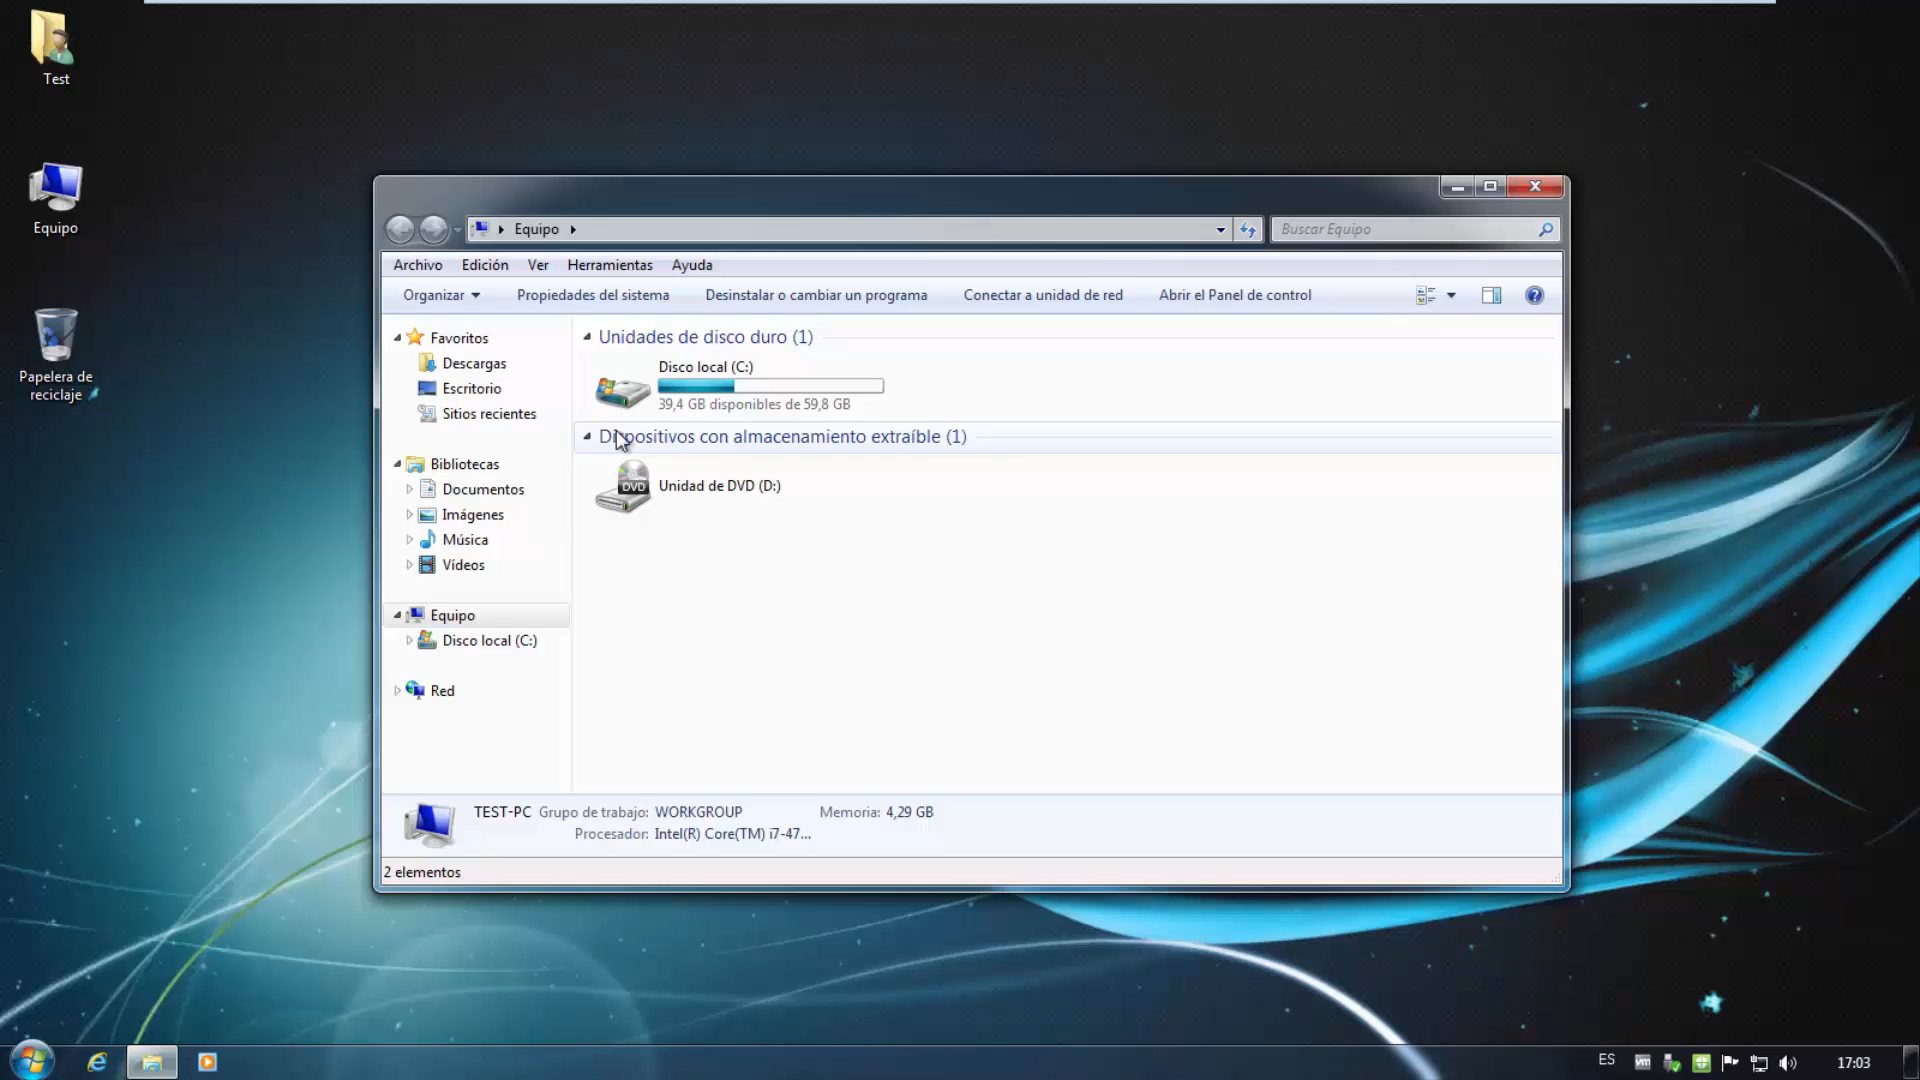 Test
Equipo
Papelera de
reciclaje
Equipo
Buscar Equipo
Archivo Edición Ver Herramientas Ayuda
Organizar Propiedades del sistema Desinstalar o cambiar un programa Conectar a unidad de red Abrir el Panel de control
Favoritos
Descargas
Escritorio
Sitios recientes
Bibliotecas
Documentos
Imágenes
Música
Vídeos
Equipo
Disco local (C:)
Red
Unidades de disco duro (1)
Disco local (C:)
39,4 GB disponibles de 59,8 GB
Dispositivos con almacenamiento extraíble (1)
DVD
Unidad de DVD (D:)
TEST-PC Grupo de trabajo: WORKGROUP Memoria: 4,29 GB
Procesador: Intel(R) Core(TM) i7-47...
2 elementos
ES
vm
17:03